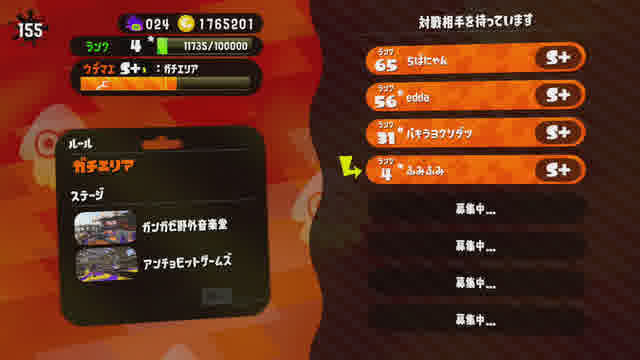 155
024 1765201
ランク 4* 11735/100000
ウデマエ S+ : ガチエリア
ルール
ガチエリア
ステージ
ガンガゼ野外音楽堂
アンチョビットゲームズ
対戦相手を待っています
ランク 65 ちはにゃん S+
ランク 56* edda S+
ランク 31* バキラヨクソダツ S+
ランク 4* ふみふみ S+
募集中...
募集中...
募集中...
募集中...